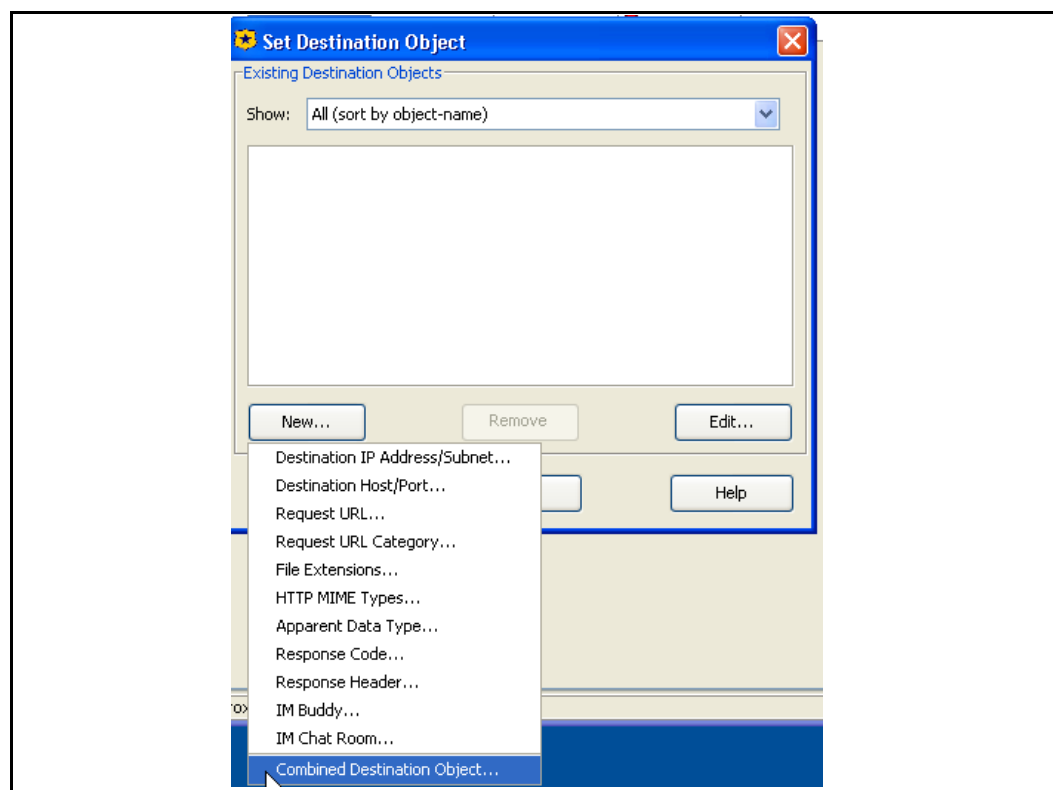 Set Destination Object
Existing Destination Objects
Show: All (sort by object-name)
New... Remove Edit...
Help
Destination IP Address/Subnet...
Destination Host/Port...
Request URL...
Request URL Category...
File Extensions...
HTTP MIME Types...
Apparent Data Type...
Response Code...
Response Header...
IM Buddy...
IM Chat Room...
Combined Destination Object...